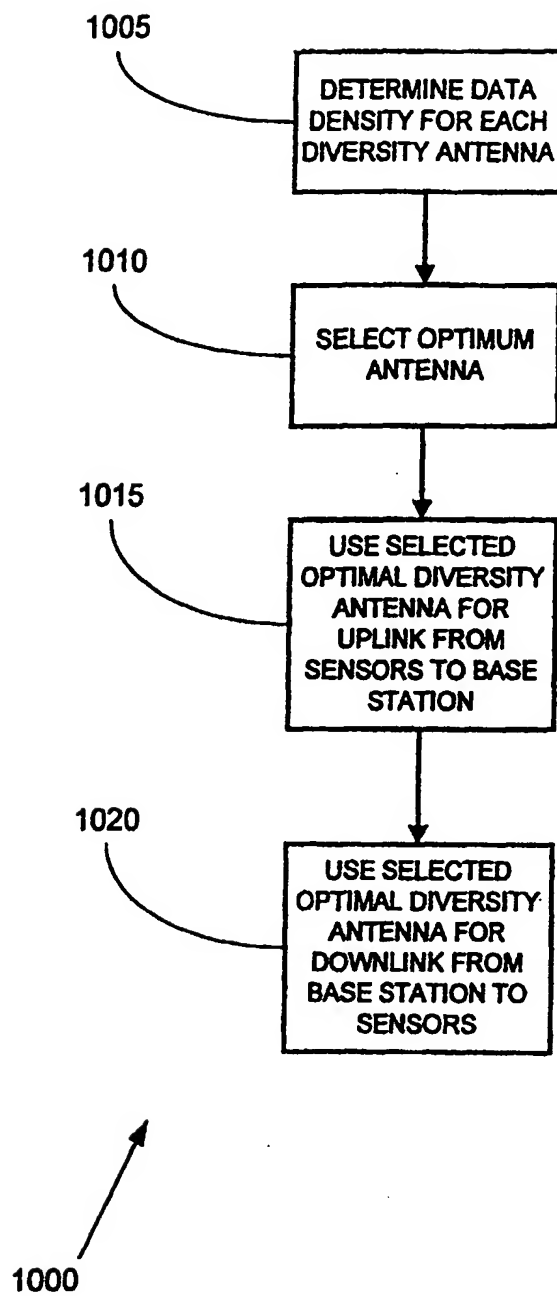 1005
DETERMINE DATA
DENSITY FOR EACH
DIVERSITY ANTENNA
1010
SELECT OPTIMUM
ANTENNA
1015
USE SELECTED
OPTIMAL DIVERSITY
ANTENNA FOR
UPLINK FROM
SENSORS TO BASE
STATION
1020
USE SELECTED
OPTIMAL DIVERSITY
ANTENNA FOR
DOWNLINK FROM
BASE STATION TO
SENSORS
1000